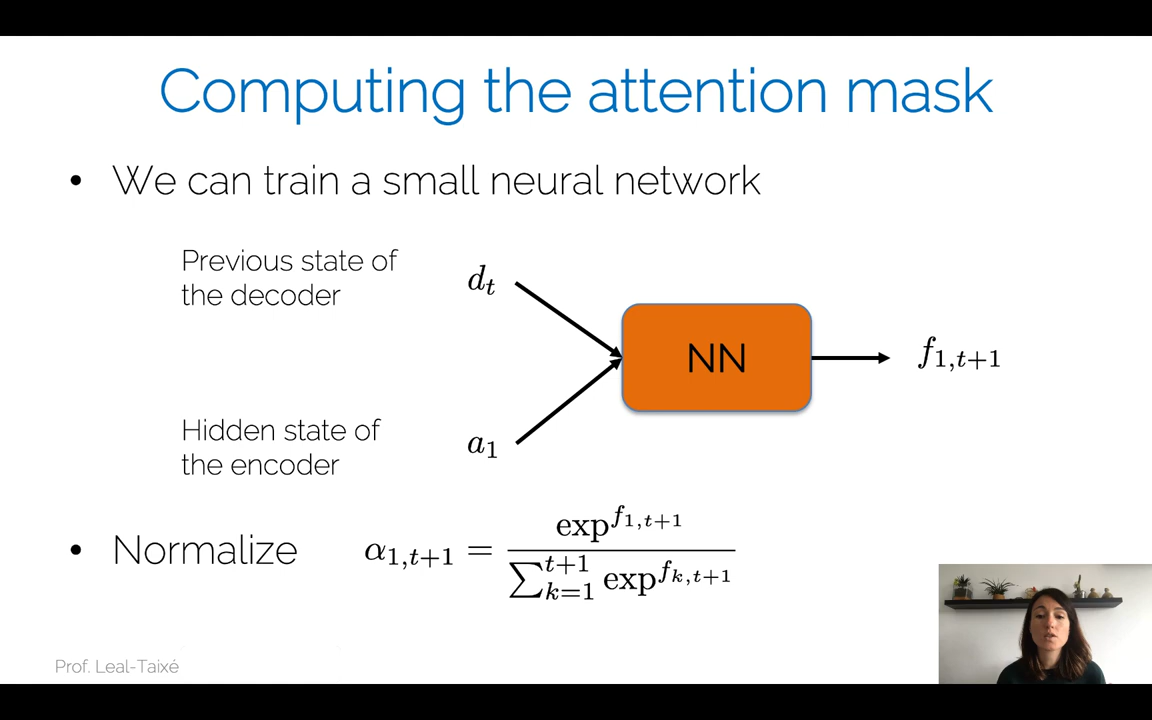 Computing the attention mask
• We can train a small neural network
Previous state of
the decoder
d_t
NN
f_{1,t+1}
Hidden state of
the encoder
a_1
• Normalize α_{1,t+1} = \frac{\exp^{f_{1,t+1}}}{\sum_{k=1}^{t+1} \exp^{f_{k,t+1}}}
Prof. Leal-Taixé